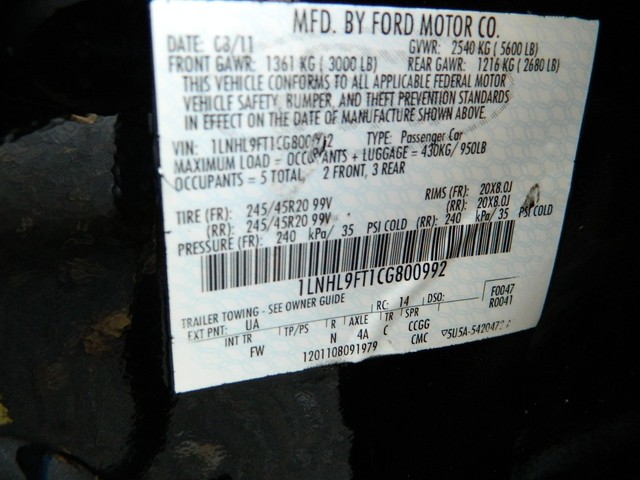 MFD. BY FORD MOTOR CO.
DATE: 08/11 GVWR: 2540 KG ( 5600 LB)
FRONT GAWR: 1361 KG ( 3000 LB) REAR GAWR: 1216 KG ( 2680 LB)
THIS VEHICLE CONFORMS TO ALL APPLICABLE FEDERAL MOTOR
VEHICLE SAFETY, BUMPER, AND THEFT PREVENTION STANDARDS
IN EFFECT ON THE DATE OF MANUFACTURE SHOWN ABOVE.
VIN: 1LNHL9FT1CG800992 TYPE: Passenger Car
MAXIMUM LOAD = OCCUPANTS + LUGGAGE = 430KG/ 950LB
OCCUPANTS = 5 TOTAL, 2 FRONT, 3 REAR
TIRE (FR): 245/45R20 99V RIMS (FR): 20X8.0J
(RR): 245/45R20 99V (RR): 20X8.0J
PRESSURE (FR): 240 kPa/ 35 PSI COLD (RR): 240 kPa/ 35 PSI COLD
1LNHL9FT1CG800992
TRAILER TOWING - SEE OWNER GUIDE RC: 14 DSO: F0047
R0041
EXT PNT: UA R AXLE TR SPR
INT TR TP/PS N 4A C CCGG
FW 1201108091979 CMC